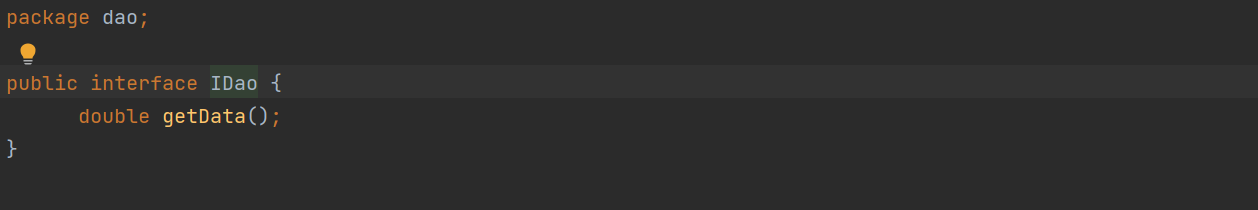 package dao;
public interface IDao {
double getData();
}